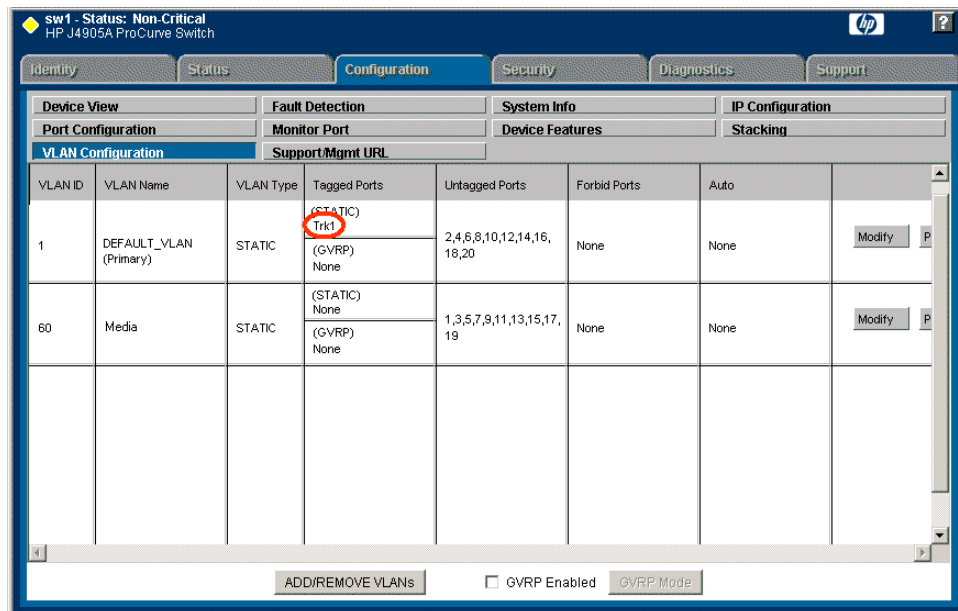 sw1 - Status: Non-Critical
HP J4905A ProCurve Switch
hp
?
Identity Status Configuration Security Diagnostics Support
Device View Fault Detection System Info IP Configuration
Port Configuration Monitor Port Device Features Stacking
VLAN Configuration Support/Mgmt URL
VLAN ID VLAN Name VLAN Type Tagged Ports Untagged Ports Forbid Ports Auto
1 DEFAULT_VLAN (Primary) STATIC (STATIC) Trk1 (GVRP) None 2,4,6,8,10,12,14,16,18,20 None None Modify P
60 Media STATIC (STATIC) None (GVRP) None 1,3,5,7,9,11,13,15,17,19 None None Modify P
ADD/REMOVE VLANs GVRP Enabled GVRP Mode